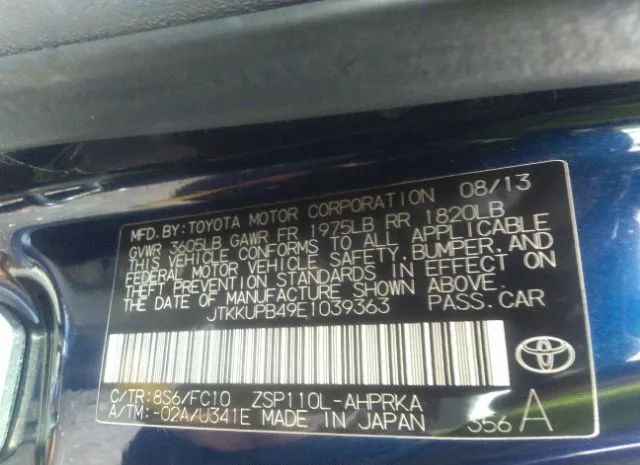 MFD.BY: TOYOTA MOTOR CORPORATION 08/13
GVWR 3605LB GAWR FR 1975LB RR 1820LB
THIS VEHICLE CONFORMS TO ALL APPLICABLE
FEDERAL MOTOR VEHICLE SAFETY, BUMPER, AND
THEFT PREVENTION STANDARDS IN EFFECT ON
THE DATE OF MANUFACTURE SHOWN ABOVE.
JTKKUPB49E1039363 PASS.CAR
C/TR:8S6/FC10 ZSP110L-AHPRKA
A/TM:-02A/U341E MADE IN JAPAN 356 A